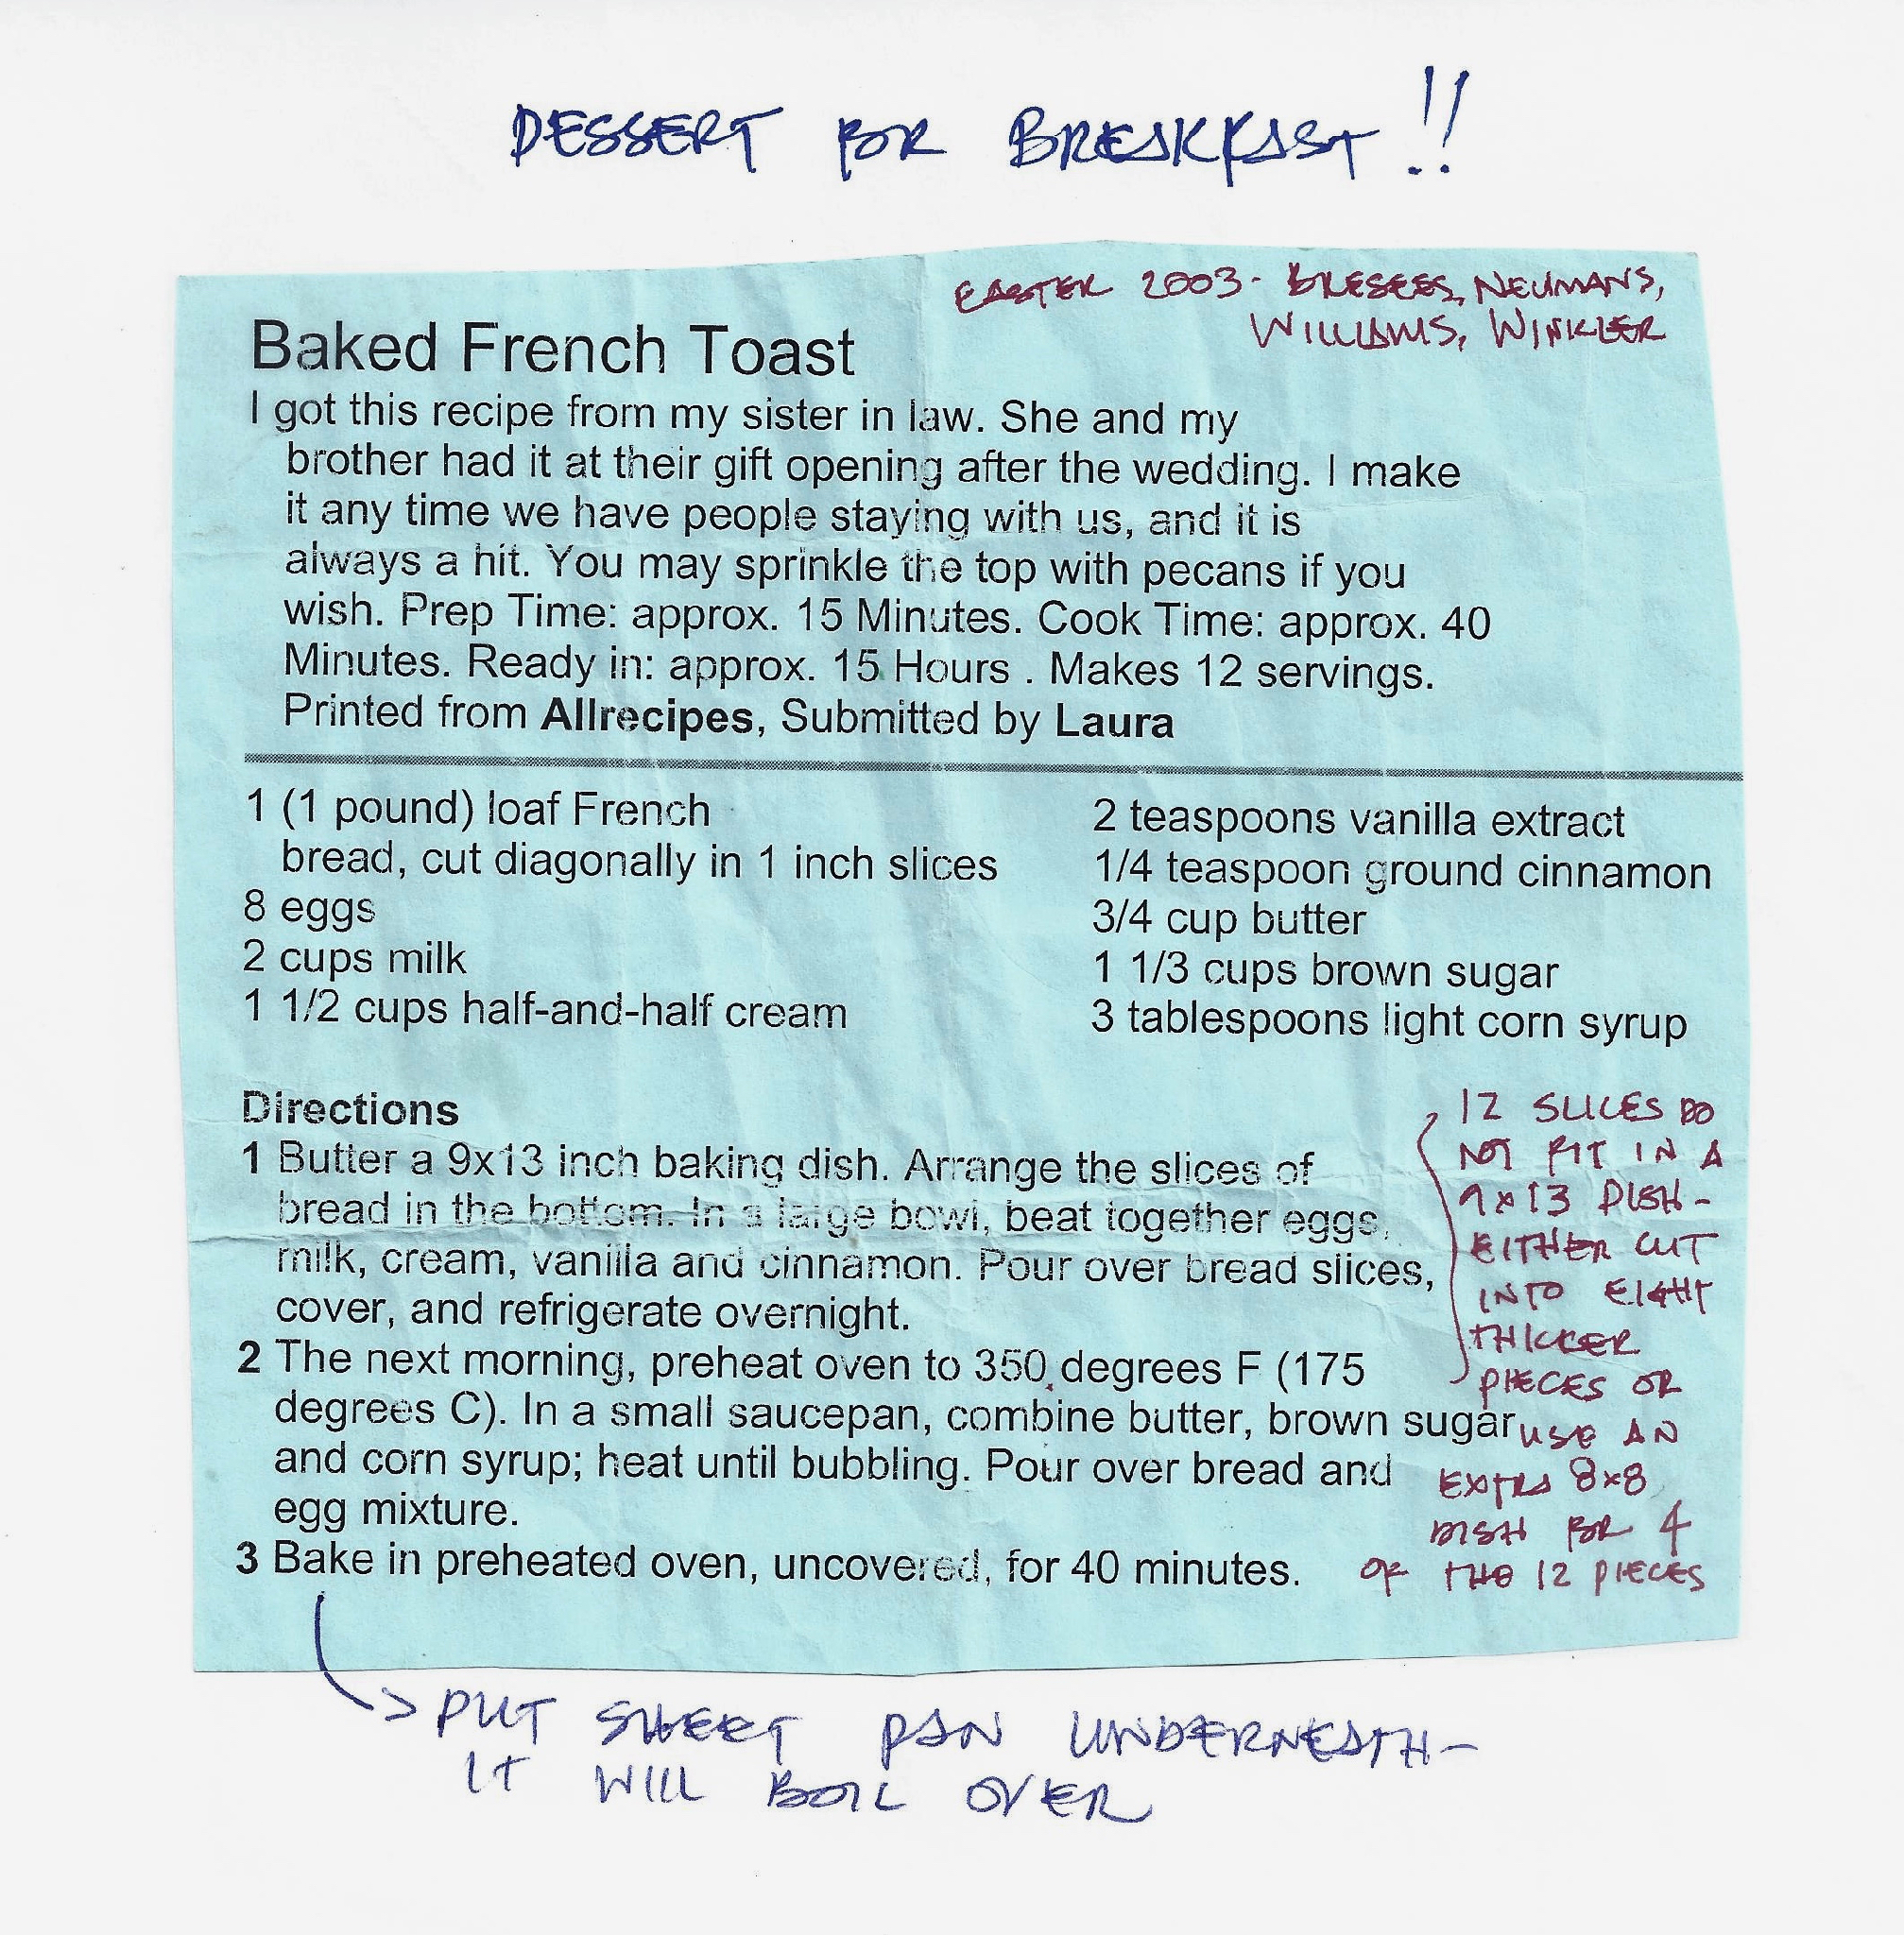 DESSERT FOR BREAKFAST!!
EASTER 2003 - BRESEES, NEUMANS,
WILLIAMS, WINKLER
Baked French Toast
I got this recipe from my sister in law. She and my
brother had it at their gift opening after the wedding. I make
it any time we have people staying with us, and it is
always a hit. You may sprinkle the top with pecans if you
wish. Prep Time: approx. 15 Minutes. Cook Time: approx. 40
Minutes. Ready in: approx. 15 Hours . Makes 12 servings.
Printed from Allrecipes, Submitted by Laura
1 (1 pound) loaf French
bread, cut diagonally in 1 inch slices
8 eggs
2 cups milk
1 1/2 cups half-and-half cream
2 teaspoons vanilla extract
1/4 teaspoon ground cinnamon
3/4 cup butter
1 1/3 cups brown sugar
3 tablespoons light corn syrup
Directions
1 Butter a 9x13 inch baking dish. Arrange the slices of
bread in the bottom. In a large bowl, beat together eggs,
milk, cream, vanilla and cinnamon. Pour over bread slices,
cover, and refrigerate overnight.
2 The next morning, preheat oven to 350 degrees F (175
degrees C). In a small saucepan, combine butter, brown sugar
and corn syrup; heat until bubbling. Pour over bread and
egg mixture.
3 Bake in preheated oven, uncovered, for 40 minutes.
12 SLICES DO
NOT FIT IN A
9x13 DISH -
EITHER CUT
INTO EIGHT
THICKER
PIECES OR
USE AN
EXTRA 8x8
DISH FOR 4
OF THE 12 PIECES
PUT SHEET PAN UNDERNEATH -
IT WILL BOIL OVER